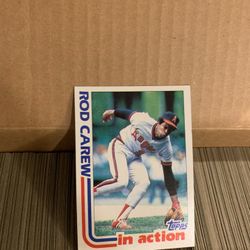 ROD CAREW
Topps
in action